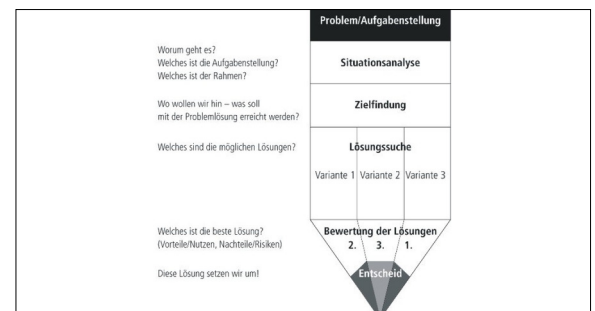 Problem/Aufgabenstellung
Worum geht es?
Welches ist die Aufgabenstellung?
Welches ist der Rahmen?
Situationsanalyse
Wo wollen wir hin – was soll
mit der Problemlösung erreicht werden?
Zielfindung
Welches sind die möglichen Lösungen?
Lösungssuche
Variante 1 Variante 2 Variante 3
Welches ist die beste Lösung?
(Vorteile/Nutzen, Nachteile/Risiken)
Bewertung der Lösungen
2. 3. 1.
Diese Lösung setzen wir um!
Entscheid